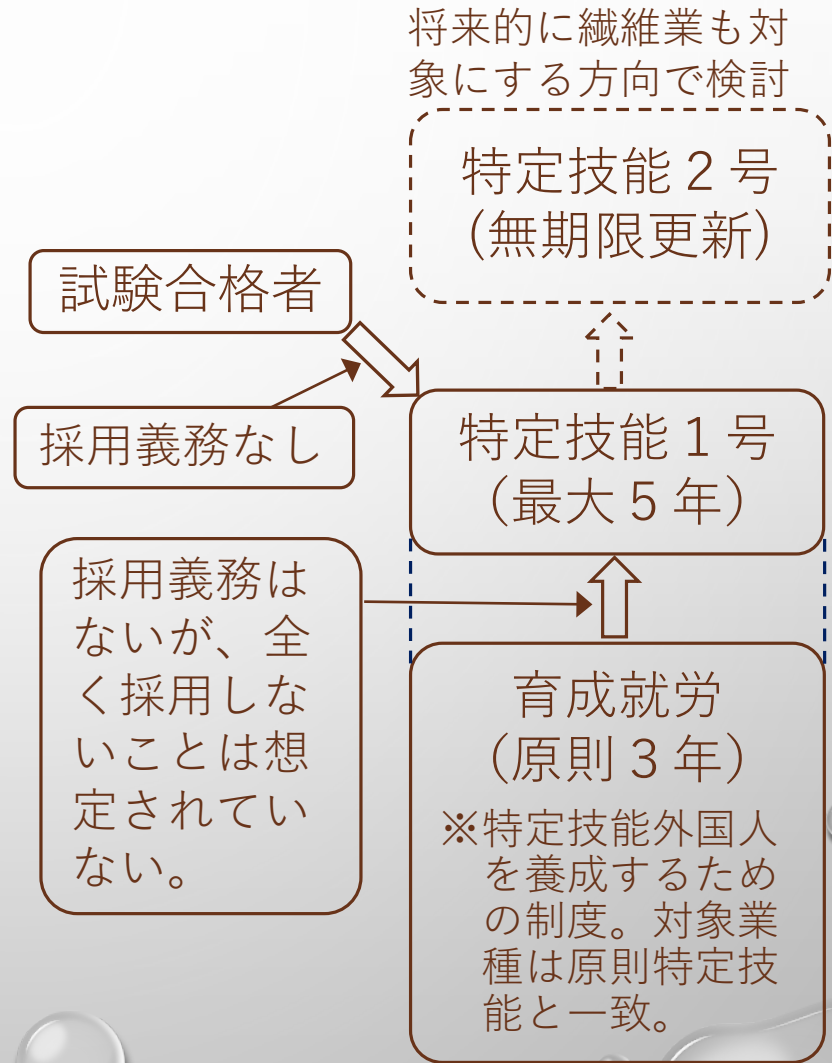 将来的に繊維業も対
象にする方向で検討
特定技能２号
(無期限更新)
試験合格者
採用義務なし
特定技能１号
（最大５年）
採用義務は
ないが、全
く採用しな
いことは想
定されてい
ない。
育成就労
（原則３年）
※特定技能外国人
を養成するため
の制度。対象業
種は原則特定技
能と一致。